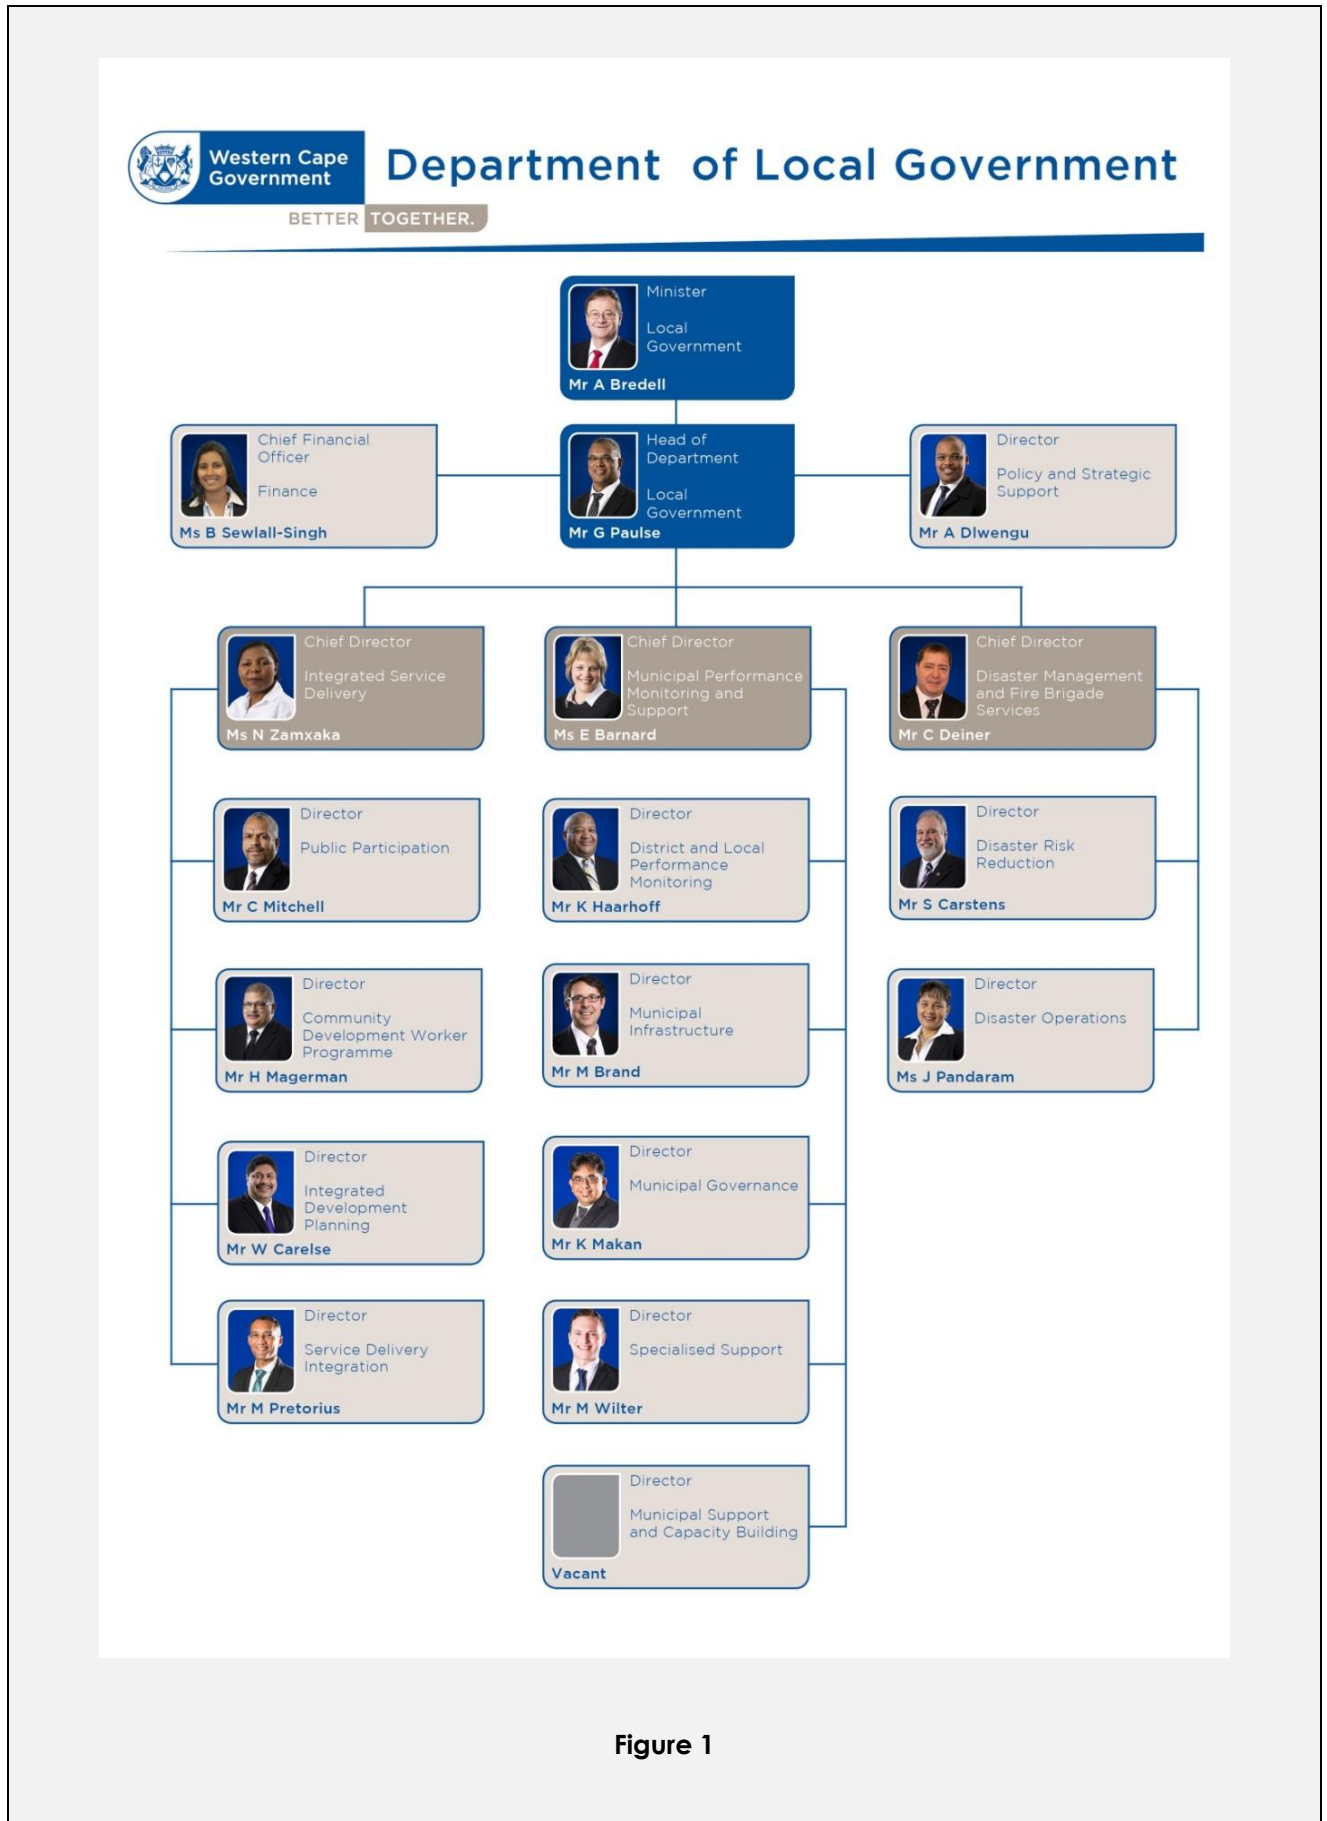 Western Cape
Government
Department of Local Government
BETTER TOGETHER.
Minister
Local
Government
Mr A Bredell
Chief Financial
Officer
Finance
Ms B Sewlall-Singh
Head of
Department
Local
Government
Mr G Paulse
Director
Policy and Strategic
Support
Mr A Dlwengu
Chief Director
Integrated Service
Delivery
Ms N Zamxaka
Chief Director
Municipal Performance
Monitoring and
Support
Ms E Barnard
Chief Director
Disaster Management
and Fire Brigade
Services
Mr C Deiner
Director
Public Participation
Mr C Mitchell
Director
District and Local
Performance
Monitoring
Mr K Haarhoff
Director
Disaster Risk
Reduction
Mr S Carstens
Director
Community
Development Worker
Programme
Mr H Magerman
Director
Municipal
Infrastructure
Mr M Brand
Director
Disaster Operations
Ms J Pandaram
Director
Integrated
Development
Planning
Mr W Carelse
Director
Municipal Governance
Mr K Makan
Director
Service Delivery
Integration
Mr M Pretorius
Director
Specialised Support
Mr M Wilter
Director
Municipal Support
and Capacity Building
Vacant
Figure 1